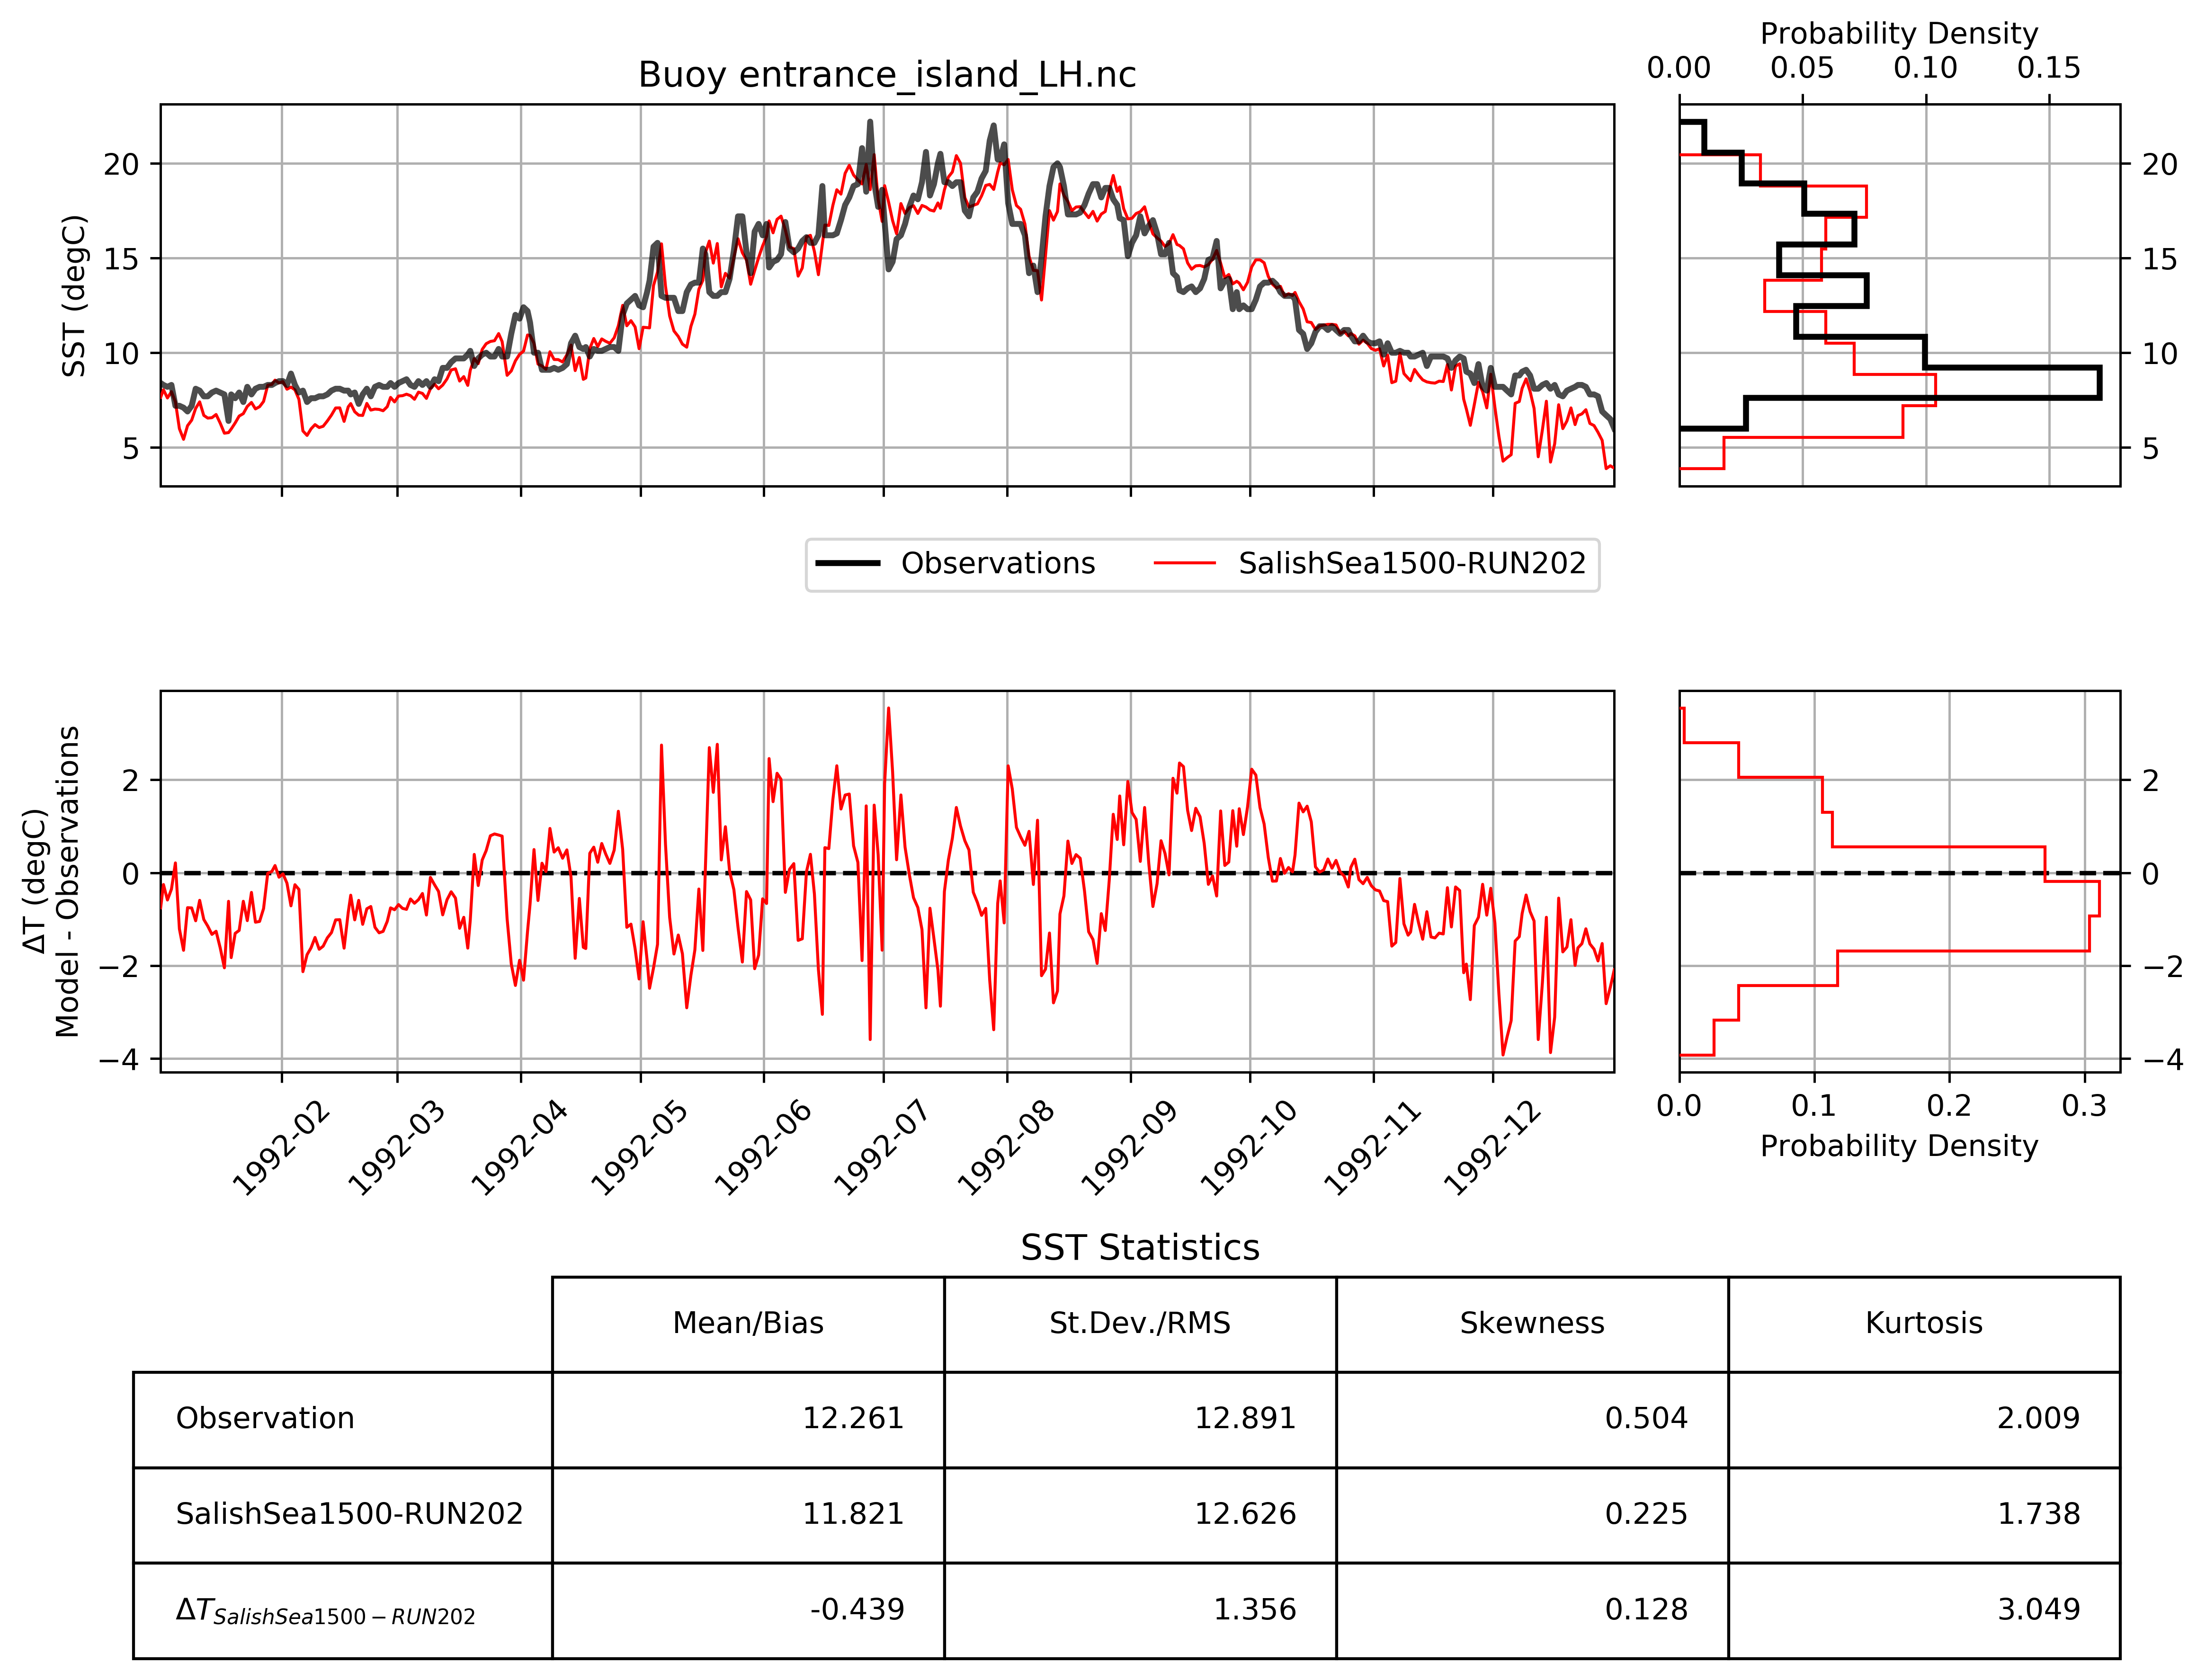 Probability Density
0.00 0.05 0.10 0.15
Buoy entrance_island_LH.nc
SST (degC)
20
15
10
5
20
15
10
5
Observations SalishSea1500-RUN202
ΔT (degC)
Model - Observations
2
0
−2
−4
2
0
−2
−4
0.0 0.1 0.2 0.3
Probability Density
1992-02 1992-03 1992-04 1992-05 1992-06 1992-07 1992-08 1992-09 1992-10 1992-11 1992-12
SST Statistics
Mean/Bias St.Dev./RMS Skewness Kurtosis
Observation 12.261 12.891 0.504 2.009
SalishSea1500-RUN202 11.821 12.626 0.225 1.738
ΔT SalishSea1500−RUN202 -0.439 1.356 0.128 3.049